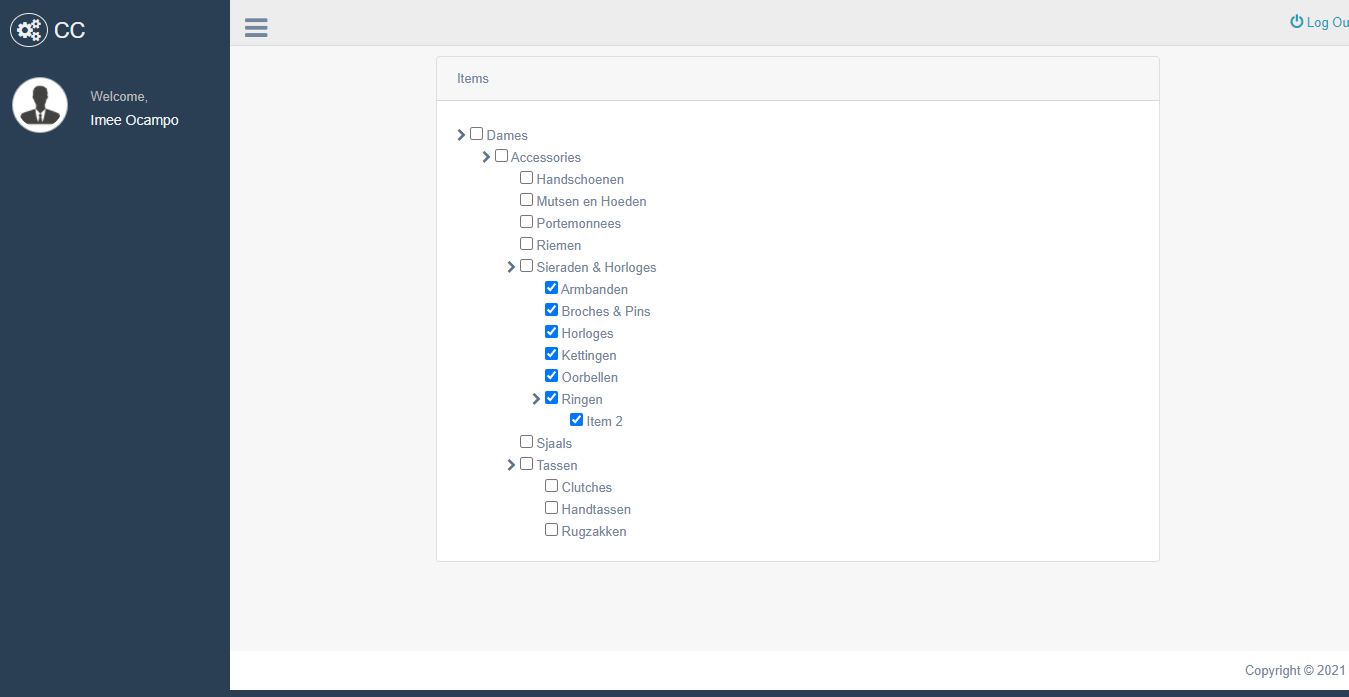 CC
Log Ou
Welcome,
Imee Ocampo
Items
Dames
Accessories
Handschoenen
Mutsen en Hoeden
Portemonnees
Riemen
Sieraden & Horloges
Armbanden
Broches & Pins
Horloges
Kettingen
Oorbellen
Ringen
Item 2
Sjaals
Tassen
Clutches
Handtassen
Rugzakken
Copyright © 2021